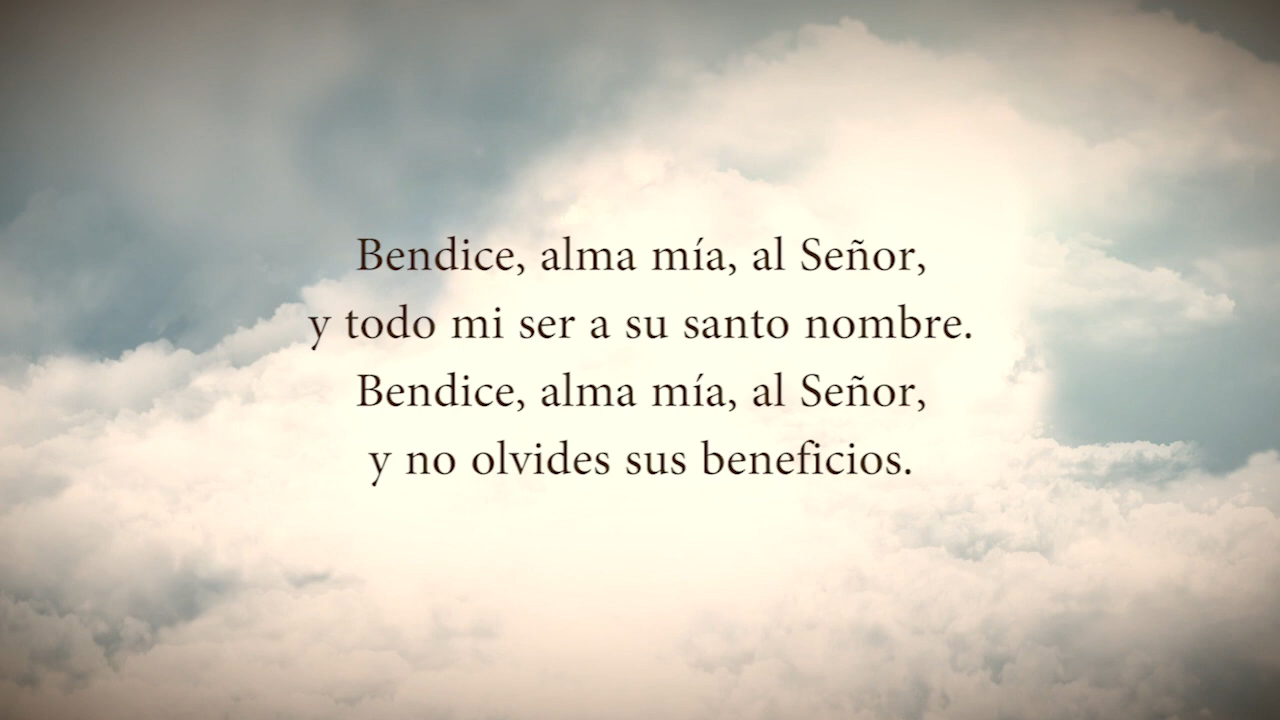 Bendice, alma mía, al Señor,
y todo mi ser a su santo nombre.
Bendice, alma mía, al Señor,
y no olvides sus beneficios.